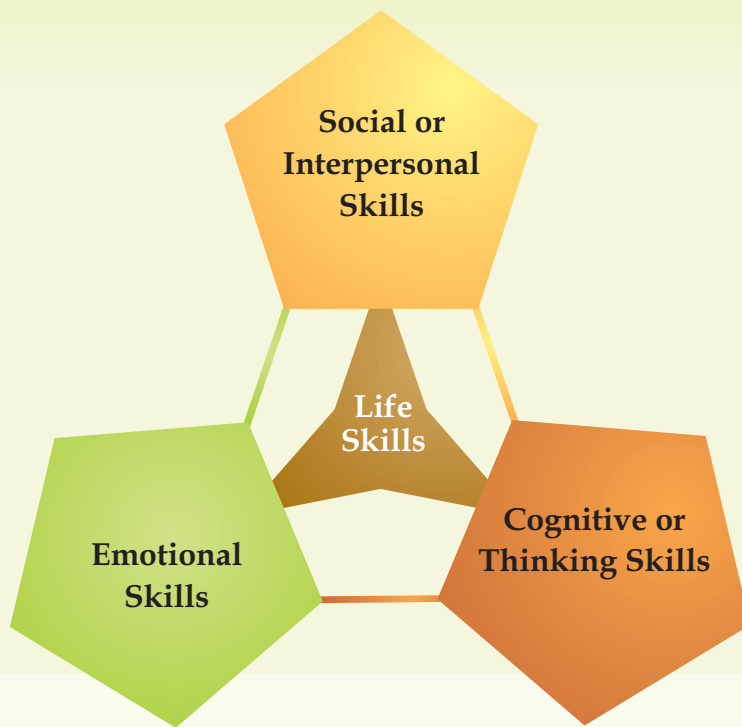 Social or
Interpersonal
Skills
Life
Skills
Emotional
Skills
Cognitive or
Thinking Skills